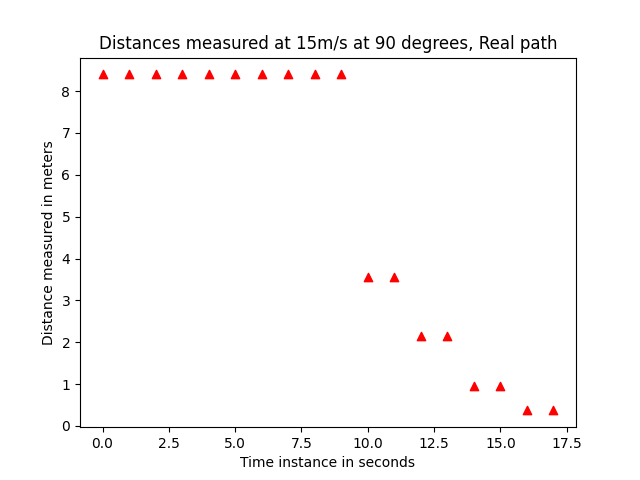 Distances measured at 15m/s at 90 degrees, Real path
8
7
6
5
4
3
2
1
0
Distance measured in meters
0.0 2.5 5.0 7.5 10.0 12.5 15.0 17.5
Time instance in seconds